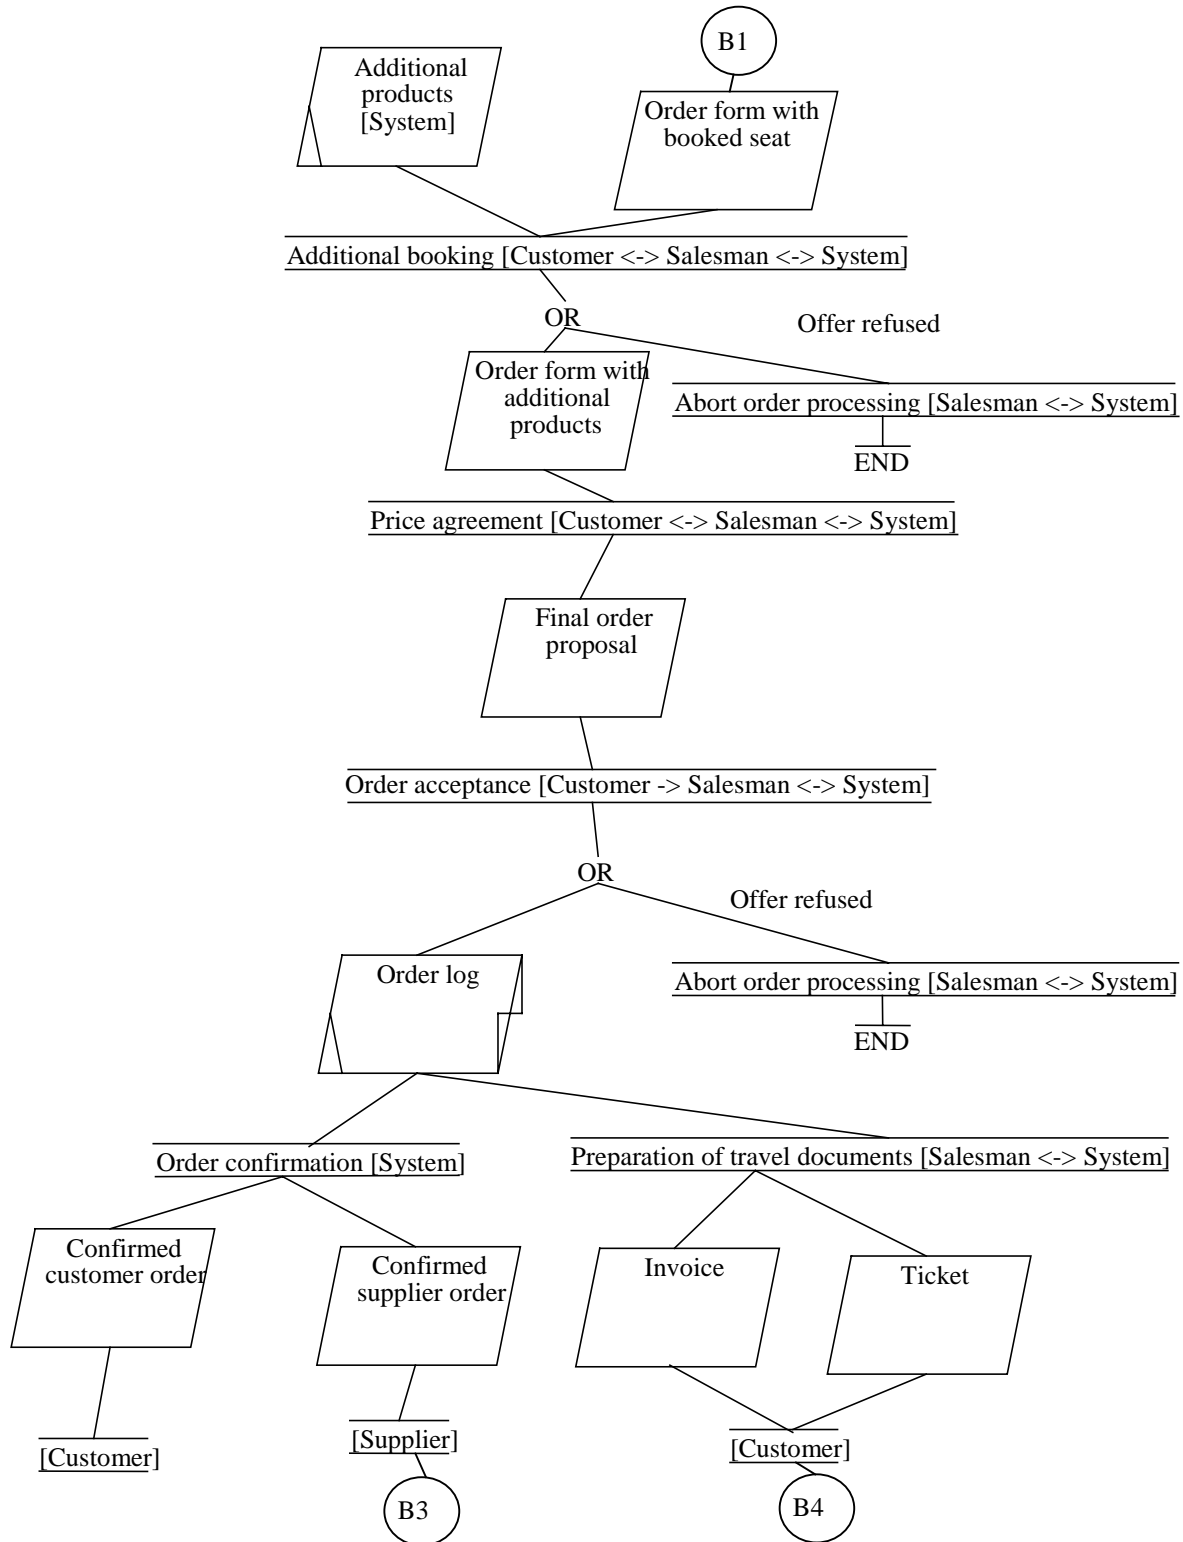 B1
Additional
products
[System]
Order form with
booked seat
Additional booking [Customer <-> Salesman <-> System]
OR
Offer refused
Order form with
additional
products
Abort order processing [Salesman <-> System]
END
Price agreement [Customer <-> Salesman <-> System]
Final order
proposal
Order acceptance [Customer -> Salesman <-> System]
OR
Offer refused
Order log
Abort order processing [Salesman <-> System]
END
Order confirmation [System]
Preparation of travel documents [Salesman <-> System]
Confirmed
customer order
Confirmed
supplier order
Invoice
Ticket
[Customer]
[Supplier]
[Customer]
B3
B4